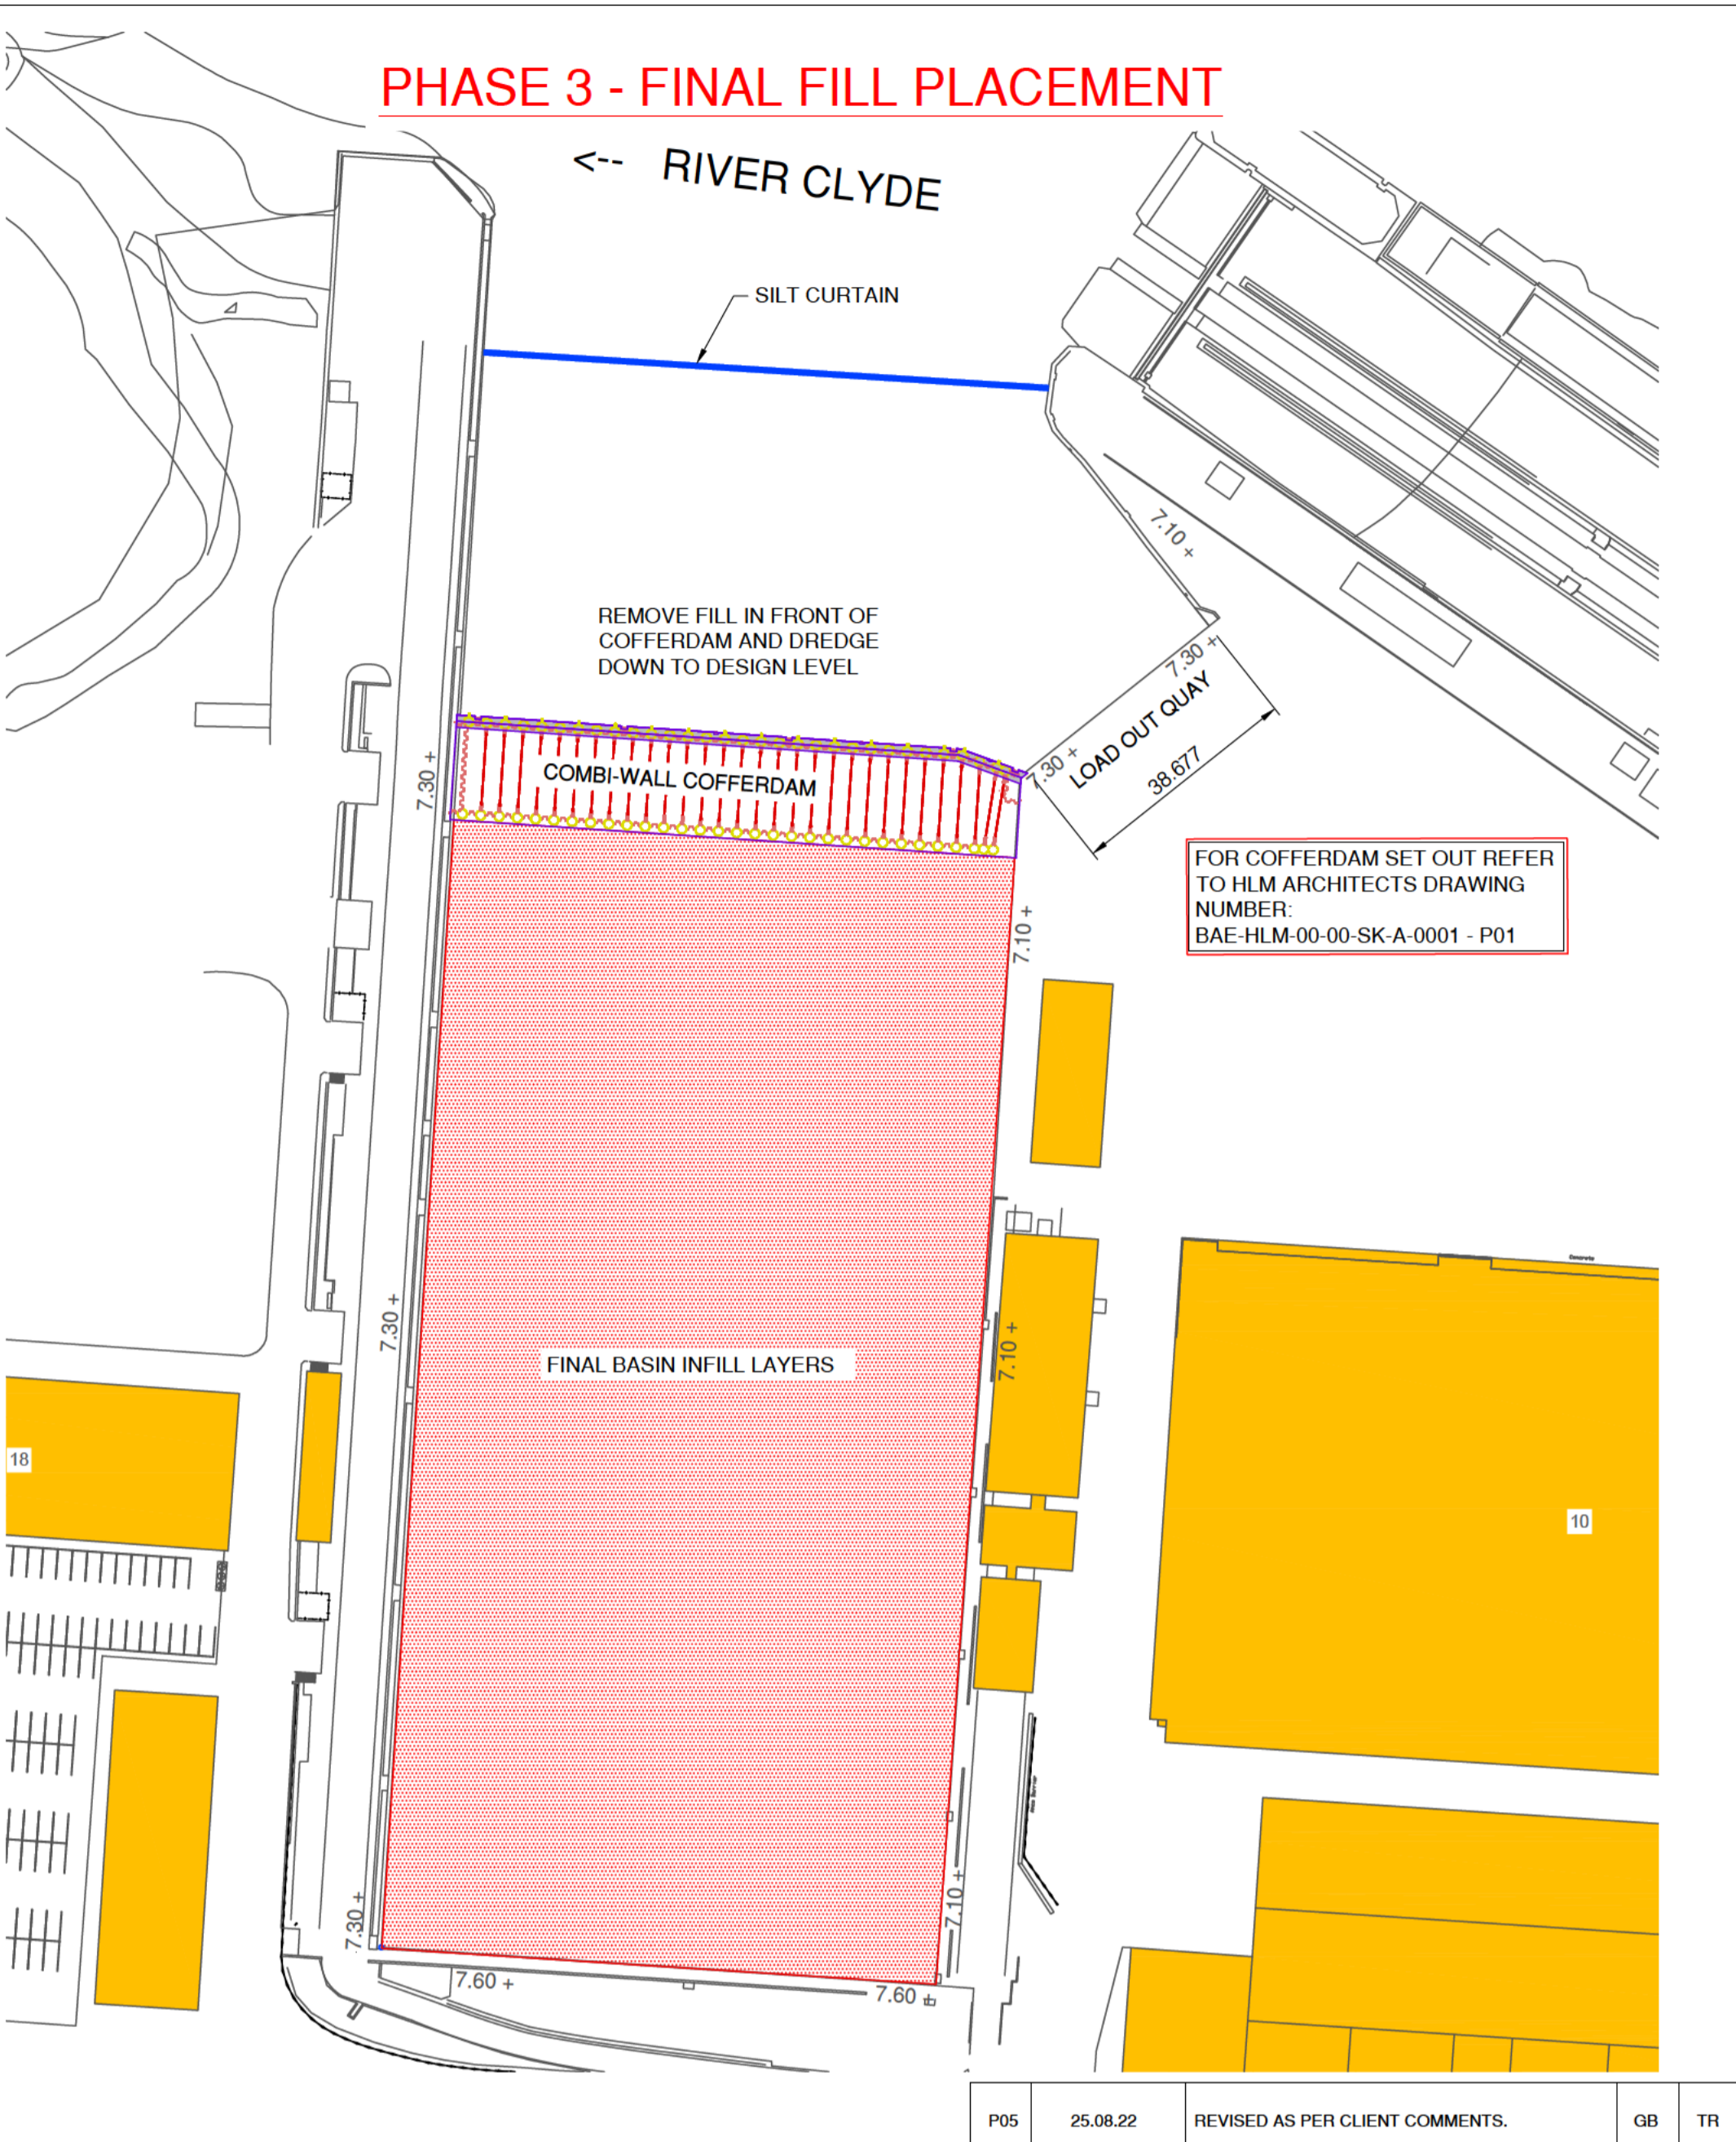 PHASE 3 - FINAL FILL PLACEMENT
<-- RIVER CLYDE
SILT CURTAIN
7.10 +
REMOVE FILL IN FRONT OF
COFFERDAM AND DREDGE
DOWN TO DESIGN LEVEL
7.30 +
LOAD OUT QUAY
7.30 +
38.677
7.30 +
COMBI-WALL COFFERDAM
FOR COFFERDAM SET OUT REFER
TO HLM ARCHITECTS DRAWING
NUMBER:
BAE-HLM-00-00-SK-A-0001 - P01
7.10 +
Concrete
7.30 +
7.10 +
FINAL BASIN INFILL LAYERS
18
10
7.30 +
7.10 +
7.60 +
7.60 +
P05 25.08.22 REVISED AS PER CLIENT COMMENTS. GB TR